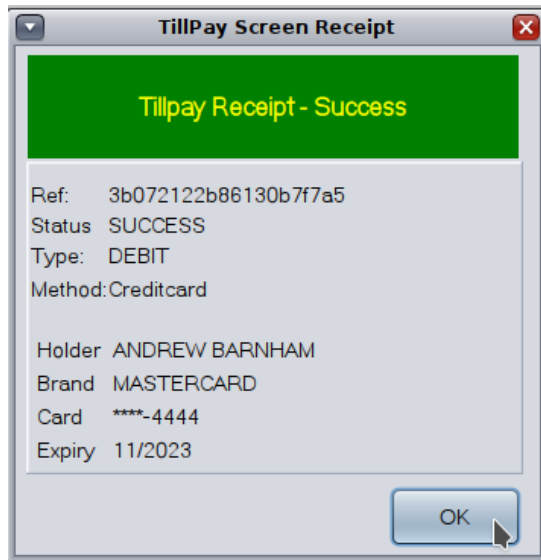 TillPay Screen Receipt
Tillpay Receipt - Success
Ref: 3b072122b86130b7f7a5
Status SUCCESS
Type: DEBIT
Method:Creditcard
Holder ANDREW BARNHAM
Brand MASTERCARD
Card ****-4444
Expiry 11/2023
OK